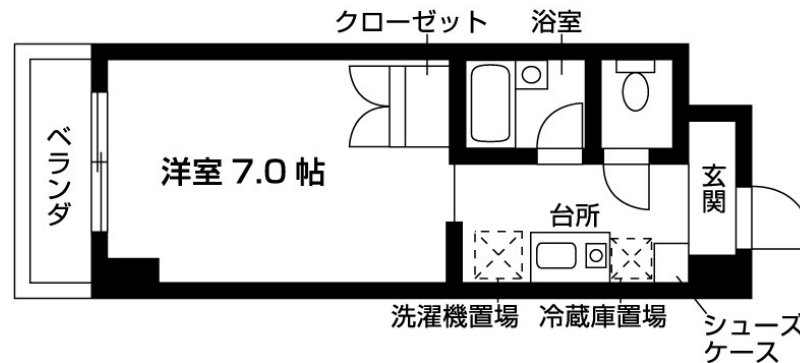 クローゼット
浴室
ベランダ
洋室 7.0 帖
玄関
台所
洗濯機置場
冷蔵庫置場
シューズ
ケース